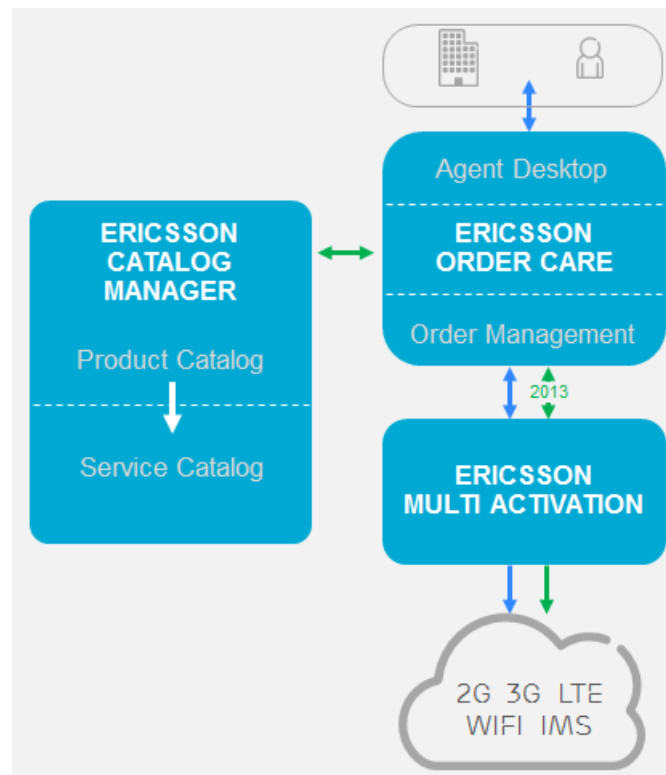 Agent Desktop
ERICSSON
ORDER CARE
Order Management
ERICSSON
CATALOG
MANAGER
Product Catalog
Service Catalog
2013
ERICSSON
MULTI ACTIVATION
2G 3G LTE
WIFI IMS